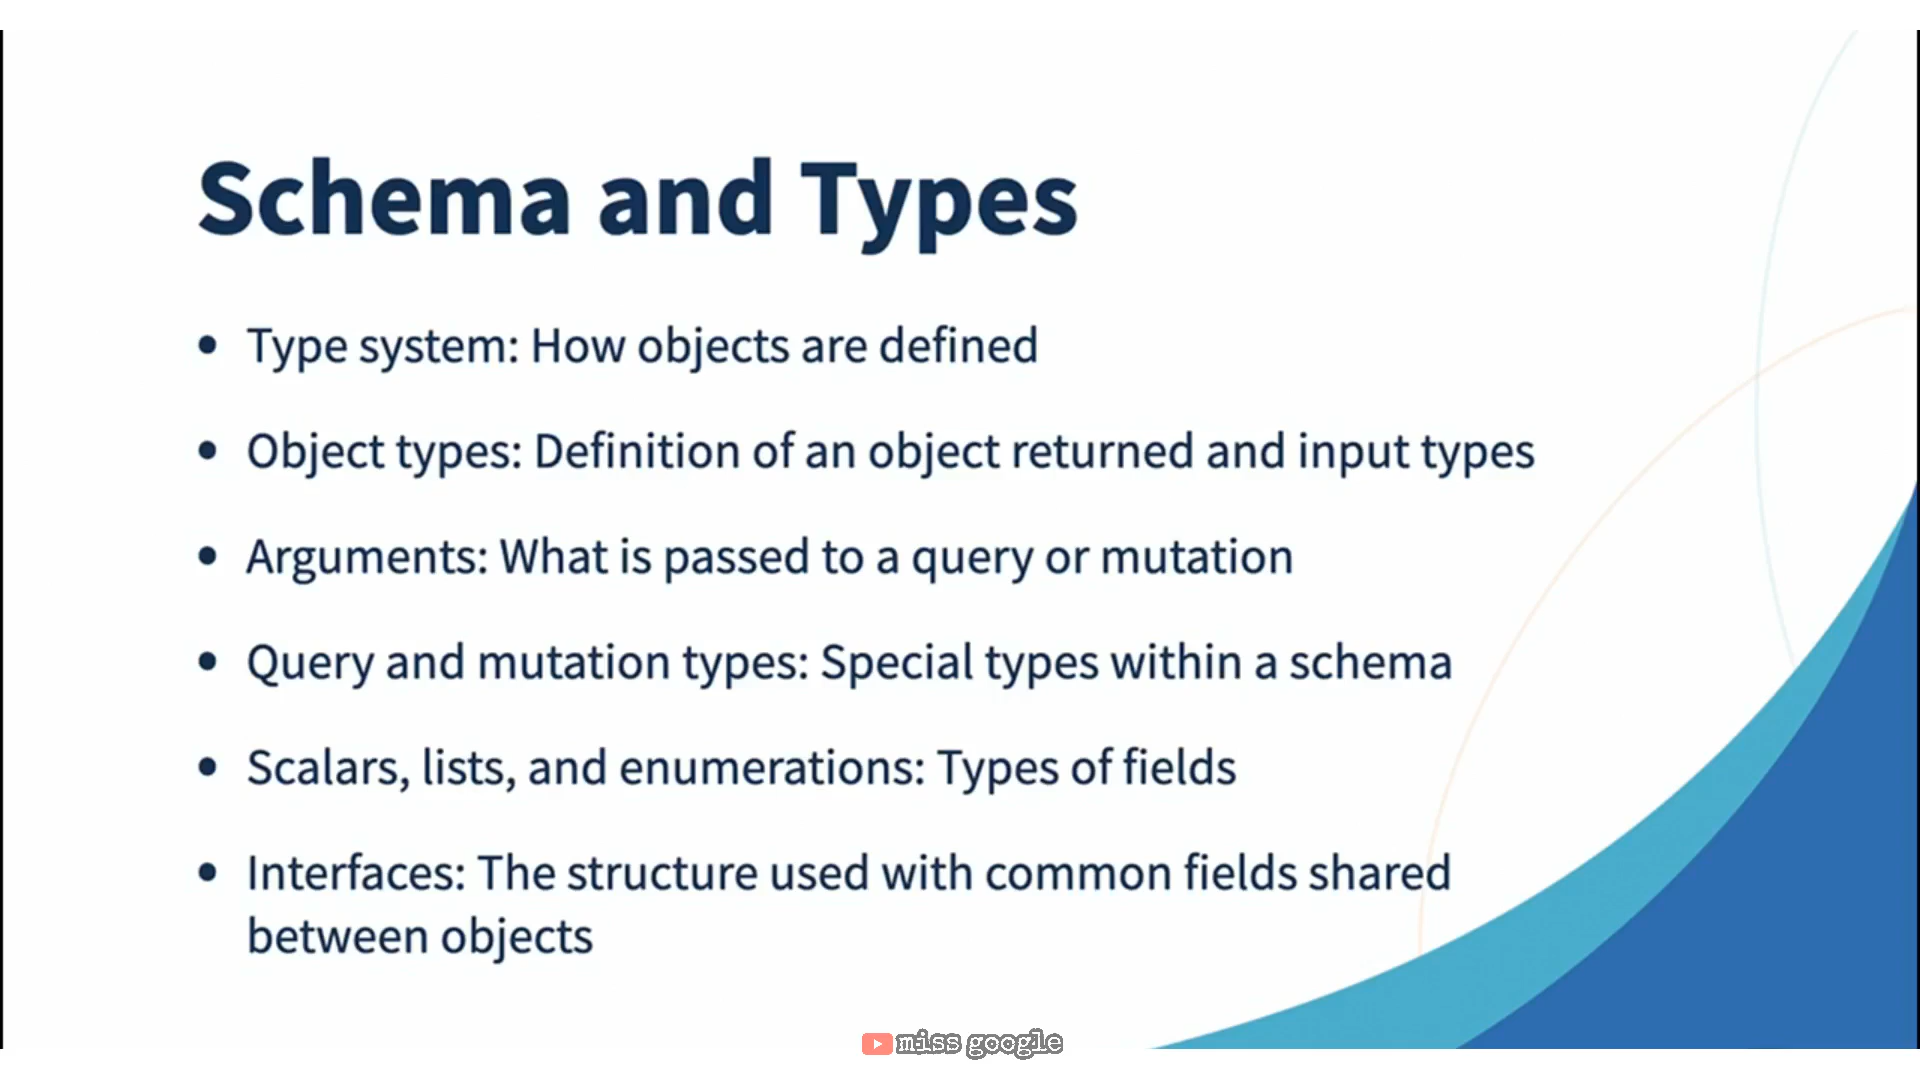 Schema and Types
• Type system: How objects are defined
• Object types: Definition of an object returned and input types
• Arguments: What is passed to a query or mutation
• Query and mutation types: Special types within a schema
• Scalars, lists, and enumerations: Types of fields
• Interfaces: The structure used with common fields shared
between objects
miss google